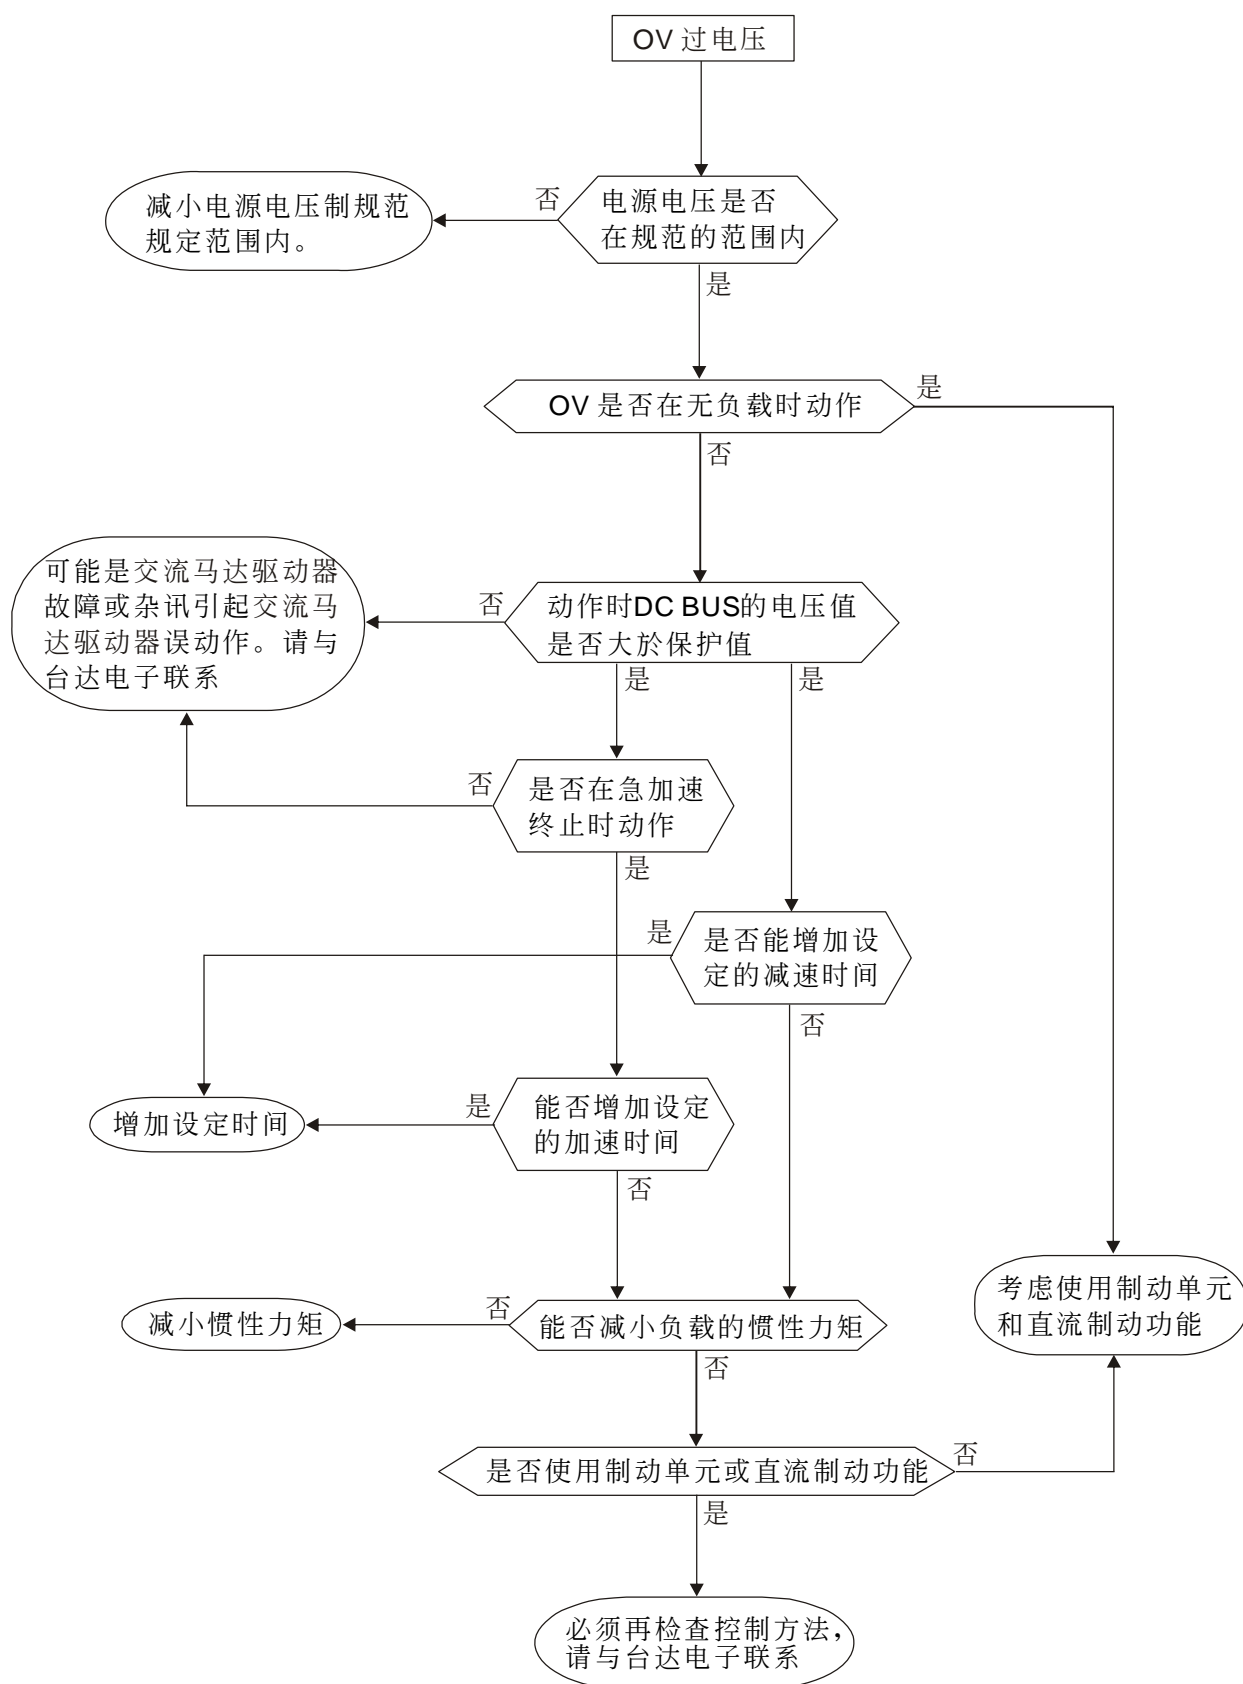 OV 过电压
否
减小电源电压制规范
规定范围内。
电源电压是否
在规范的范围内
是
OV 是否在无负载时动作
是
否
可能是交流马达驱动器
故障或杂讯引起交流马
达驱动器误动作。请与
台达电子联系
否
动作时DC BUS的电压值
是否大於保护值
是
是
否
是否在急加速
终止时动作
是
是
是否能增加设
定的减速时间
否
增加设定时间
是
能否增加设定
的加速时间
否
减小惯性力矩
否
能否减小负载的惯性力矩
否
考虑使用制动单元
和直流制动功能
是否使用制动单元或直流制动功能
否
是
必须再检查控制方法，
请与台达电子联系